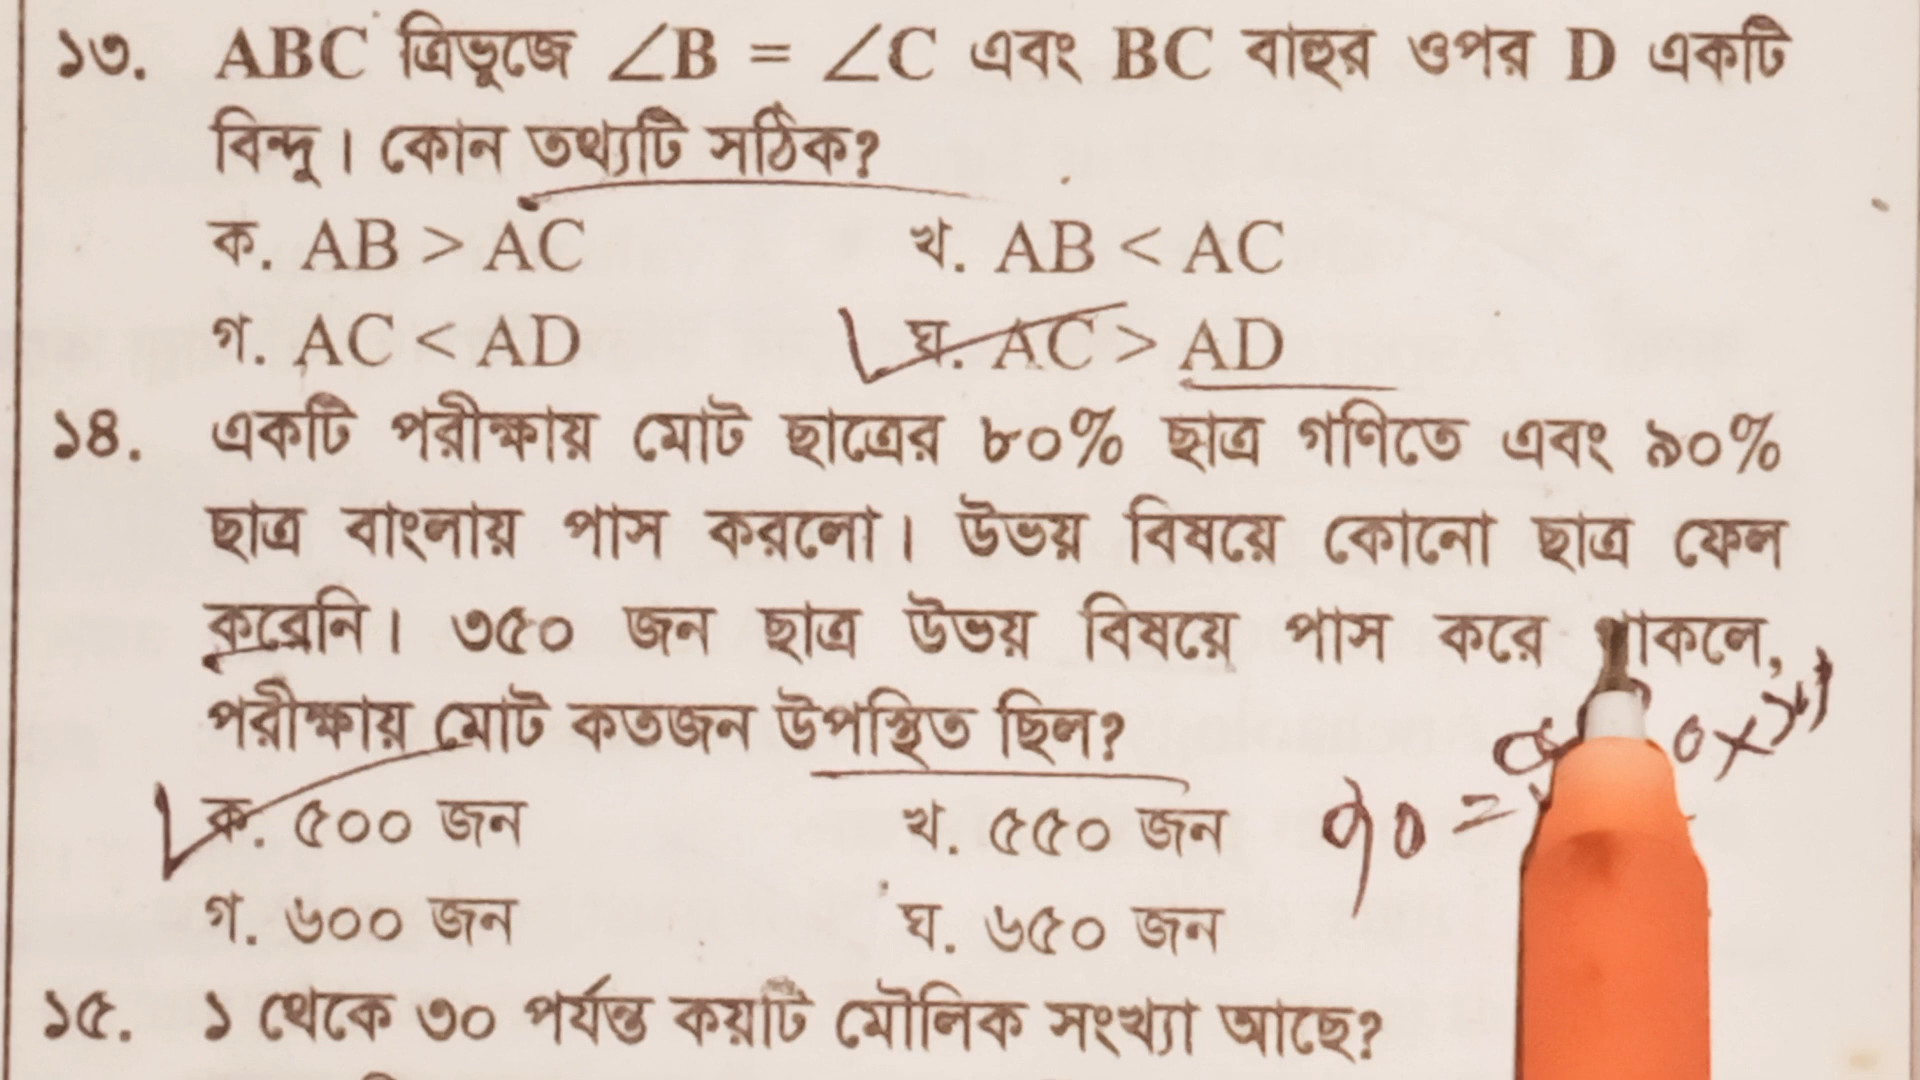 ১৩. ABC ত্রিভুজে ∠B = ∠C এবং BC বাহুর ওপর D একটি
বিন্দু। কোন তথ্যটি সঠিক?
ক. AB > AC খ. AB < AC
গ. AC < AD ঘ. AC > AD
১৪. একটি পরীক্ষায় মোট ছাত্রের ৮০% ছাত্র গণিতে এবং ৯০%
ছাত্র বাংলায় পাস করলো। উভয় বিষয়ে কোনো ছাত্র ফেল
করেনি। ৩৫০ জন ছাত্র উভয় বিষয়ে পাস করে
পরীক্ষায় মোট কতজন উপস্থিত ছিল?
ক. ৫০০ জন খ. ৫৫০ জন
৭০ =
গ. ৬০০ জন ঘ. ৬৫০ জন
১৫. ১ থেকে ৩০ পর্যন্ত কয়টি মৌলিক সংখ্যা আছে?